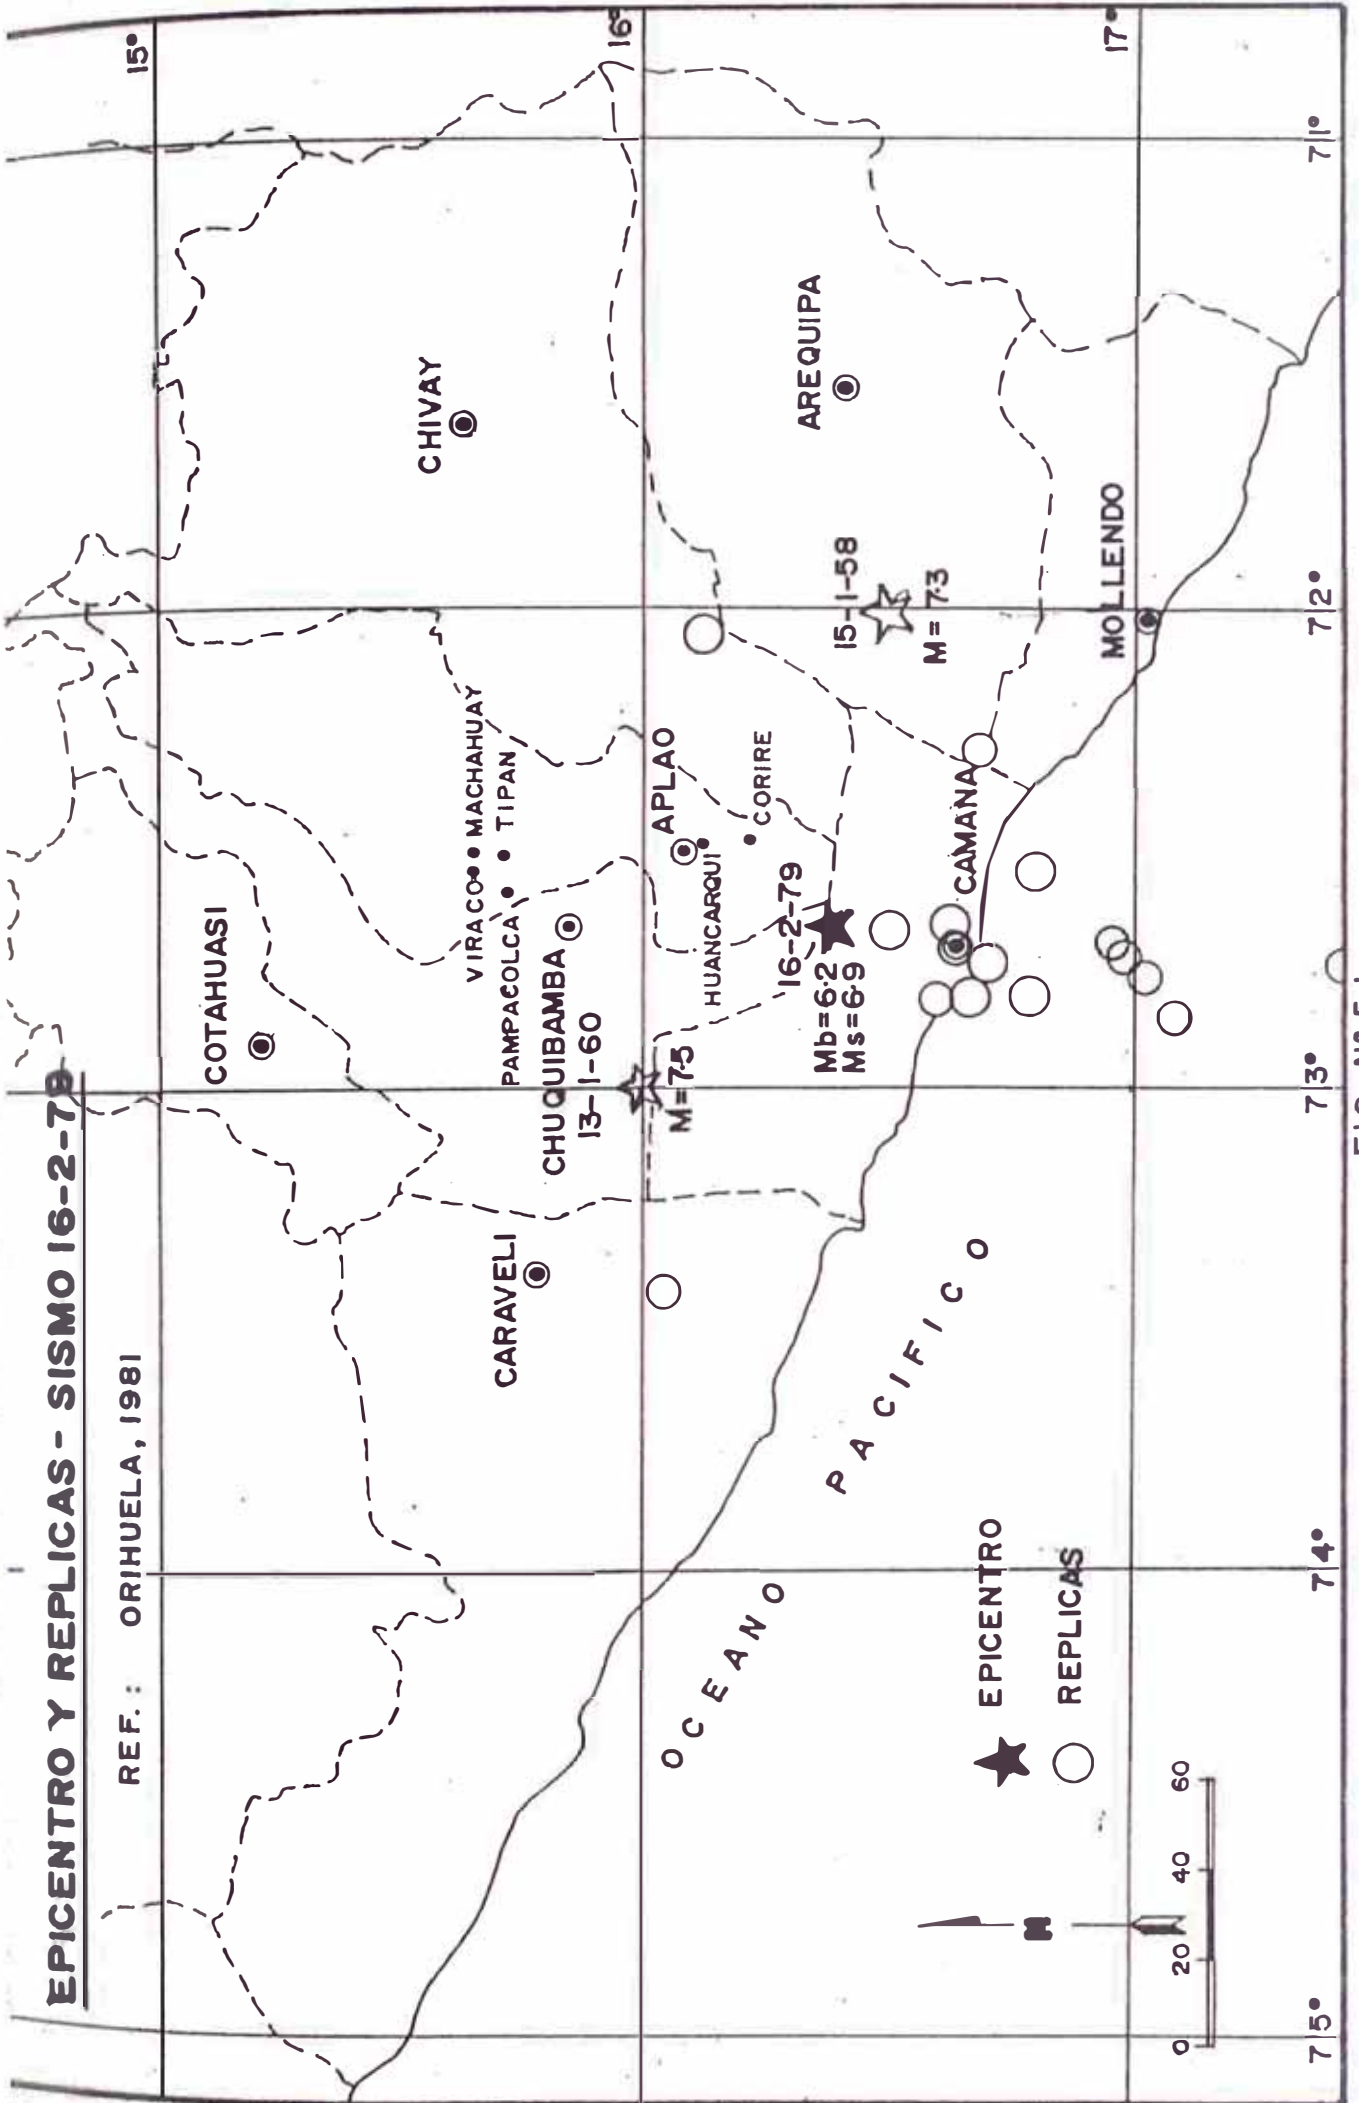 EPICENTRO Y REPLICAS - SISMO 16-2-79
REF.: ORIHUELA, 1981
15°
16°
17°
COTAHUASI
CHIVAY
VIRACO
MACHAHUAY
PAMPACOLCA
TIPAN
CHUQUIBAMBA
13-1-60
M=7.5
CARAVELI
APLAO
HUANCARQUI
CORIRE
16-2-79
Mb=6.2
Ms=6.9
AREQUIPA
15-1-58
M=7.3
CAMANA
MOLLENDO
OCEANO PACIFICO
EPICENTRO
REPLICAS
0 20 40 60
75° 74° 73° 72° 71°